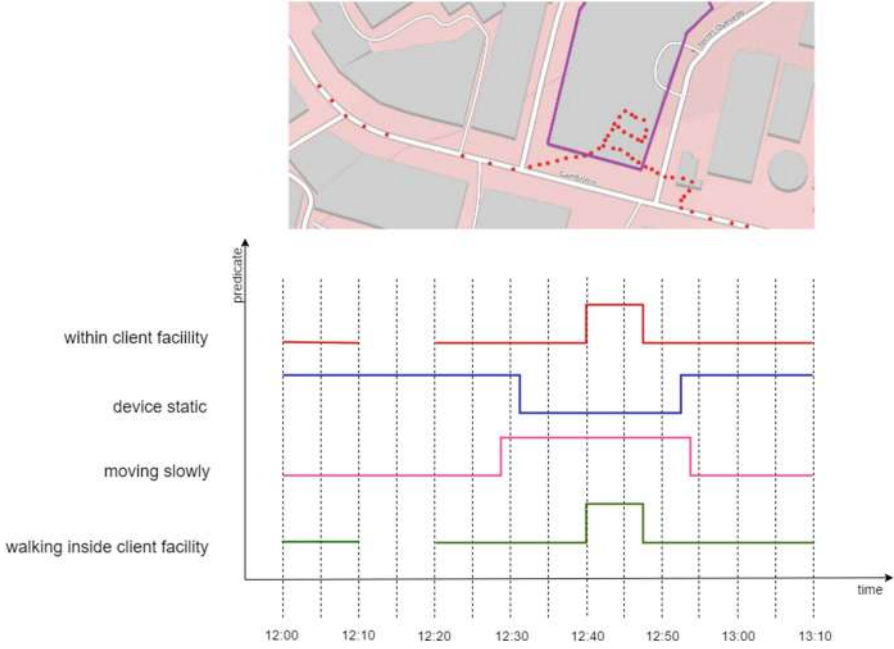 predicate
within client faciility
device static
moving slowly
walking inside client facility
time
12:00 12:10 12:20 12:30 12:40 12:50 13:00 13:10